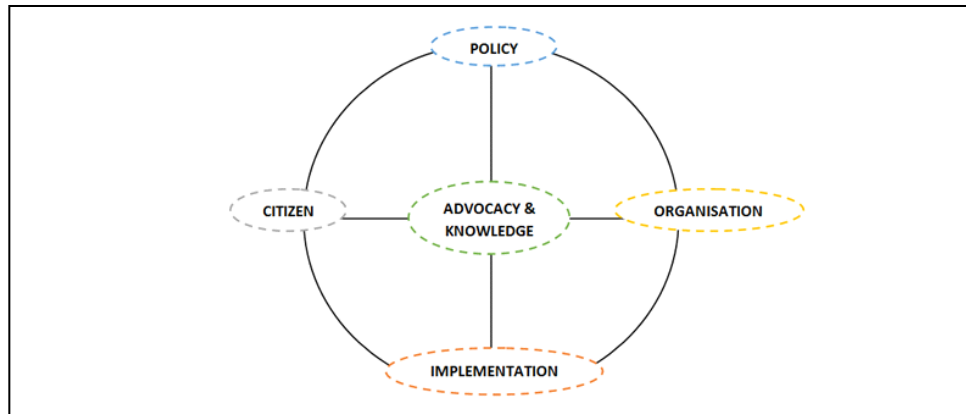 POLICY
CITIZEN
ADVOCACY &
KNOWLEDGE
ORGANISATION
IMPLEMENTATION